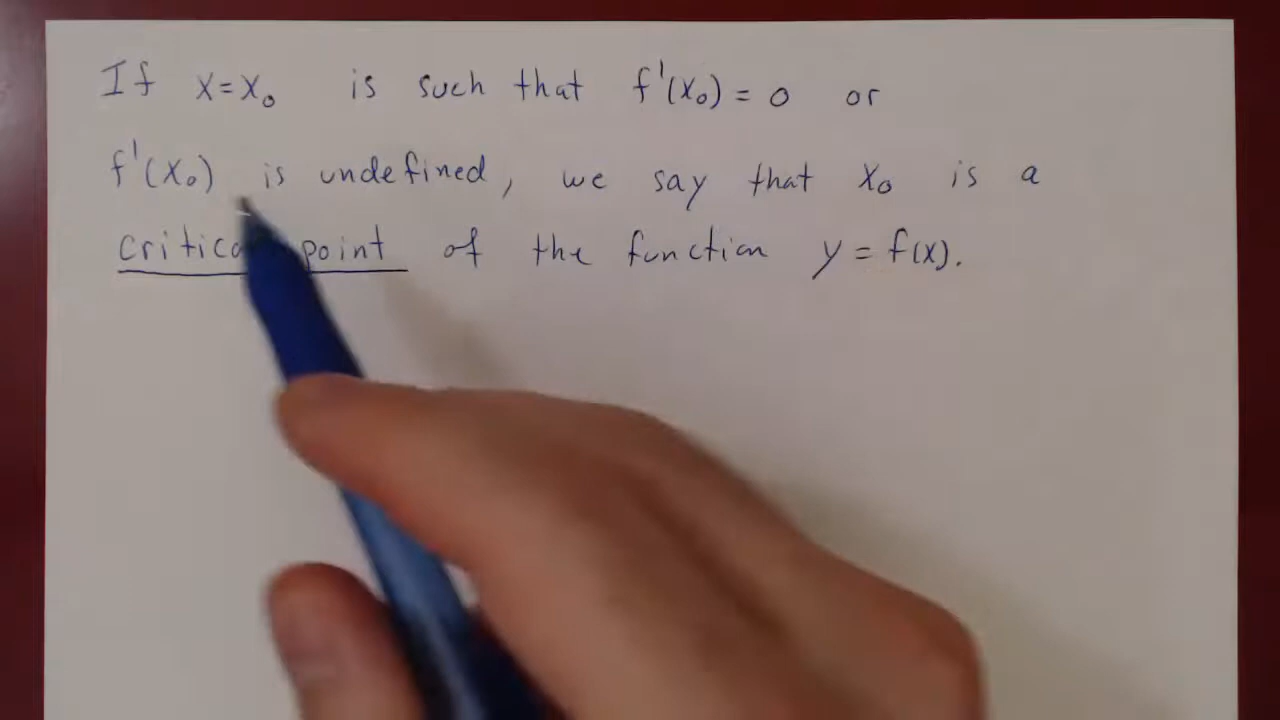 If x = x₀ is such that f'(x₀) = 0 or
f'(x₀) is undefined, we say that x₀ is a
critical point of the function y = f(x).